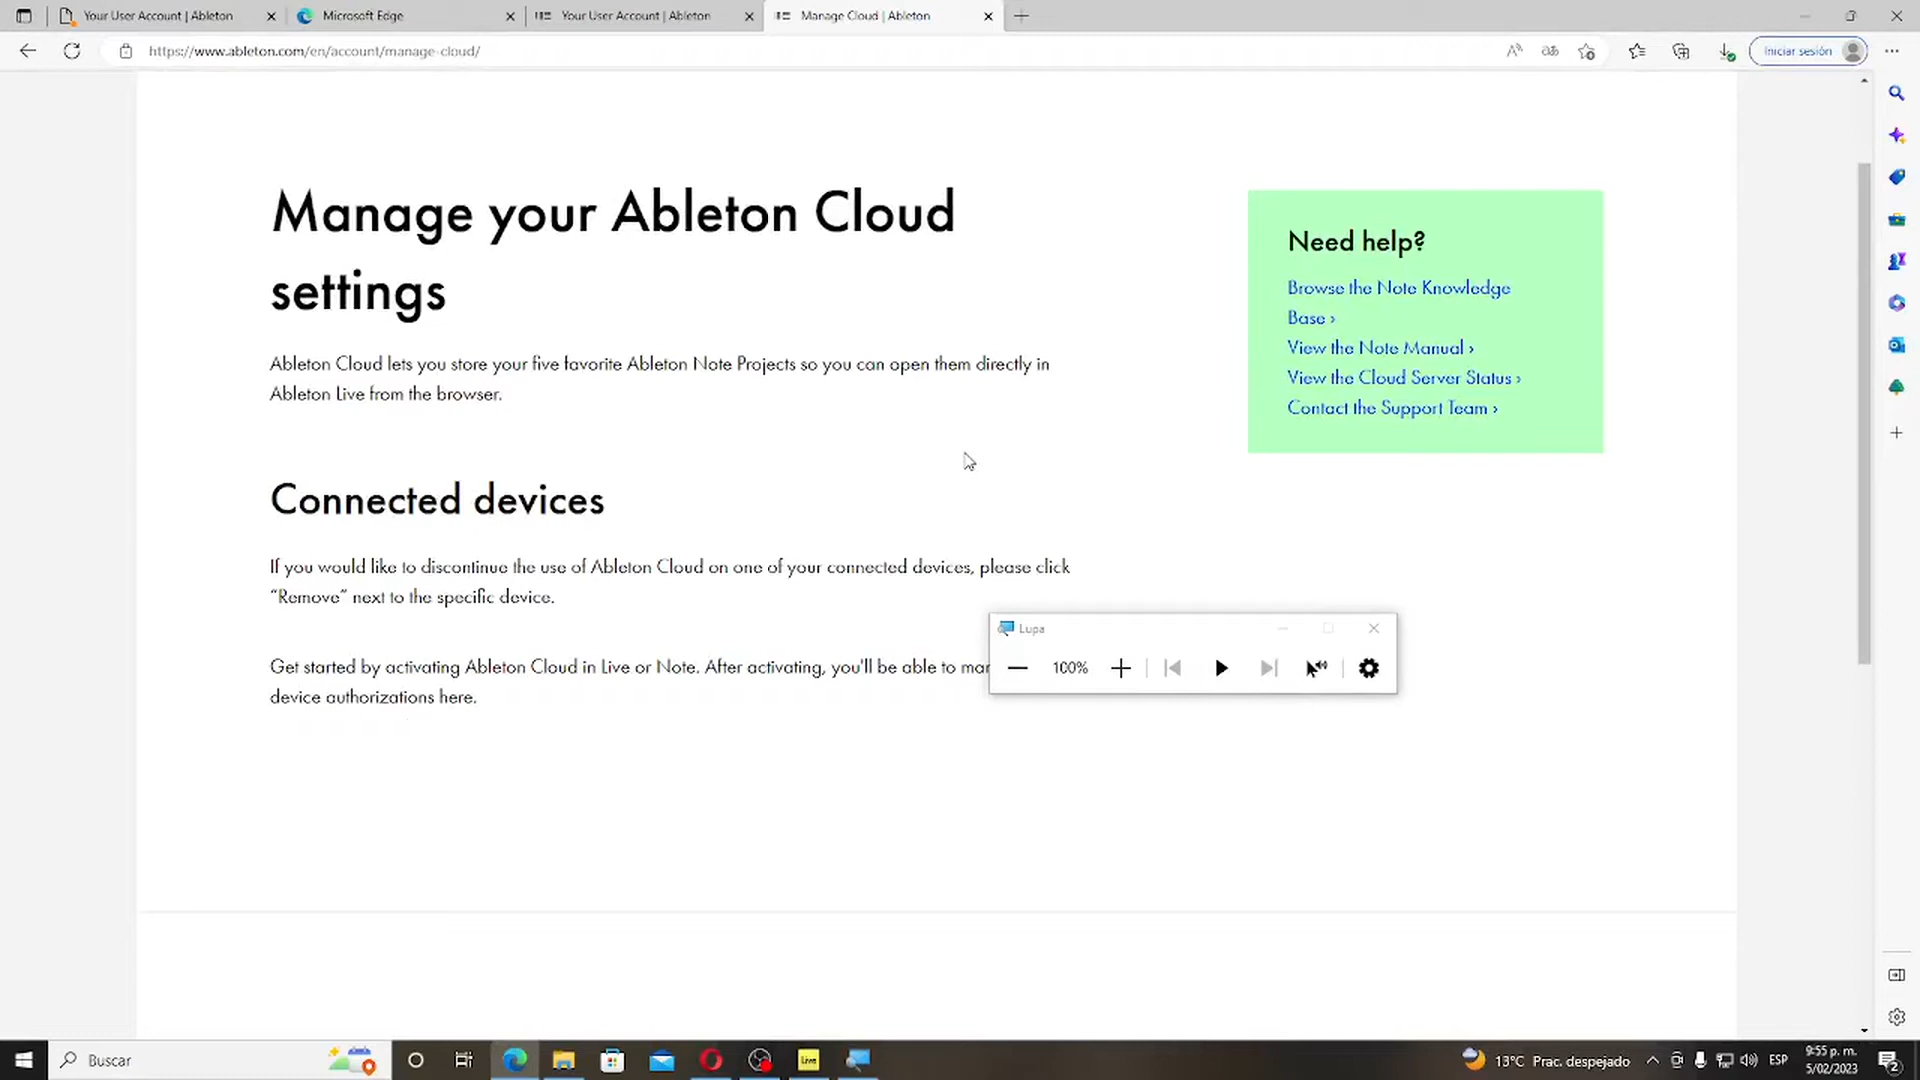 Your User Account | Ableton
Microsoft Edge
Your User Account | Ableton
Manage Cloud | Ableton
https://www.ableton.com/en/account/manage-cloud/
Iniciar sesión
Manage your Ableton Cloud
settings
Ableton Cloud lets you store your five favorite Ableton Note Projects so you can open them directly in
Ableton Live from the browser.
Need help?
Browse the Note Knowledge
Base ›
View the Note Manual ›
View the Cloud Server Status ›
Contact the Support Team ›
Connected devices
If you would like to discontinue the use of Ableton Cloud on one of your connected devices, please click
“Remove” next to the specific device.
Get started by activating Ableton Cloud in Live or Note. After activating, you'll be able to
device authorizations here.
Lupa
100%
Buscar
Live
13°C Prac. despejado
ESP
9:55 p. m.
5/02/2023
2